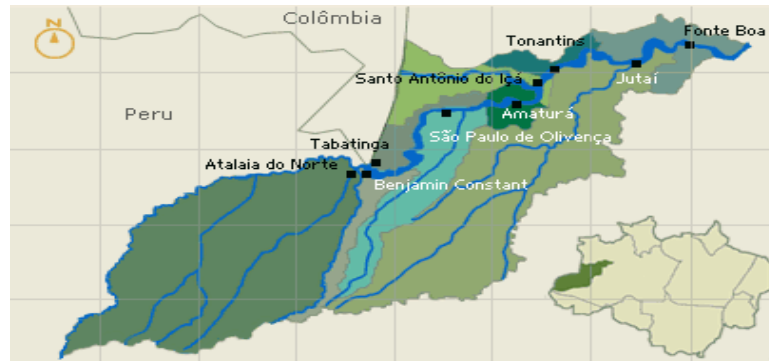 N
Colômbia
Fonte Boa
Tonantins
Santo Antônio do Içá
Jutaí
Peru
Amaturá
São Paulo de Olivença
Tabatinga
Atalaia do Norte
Benjamin Constant